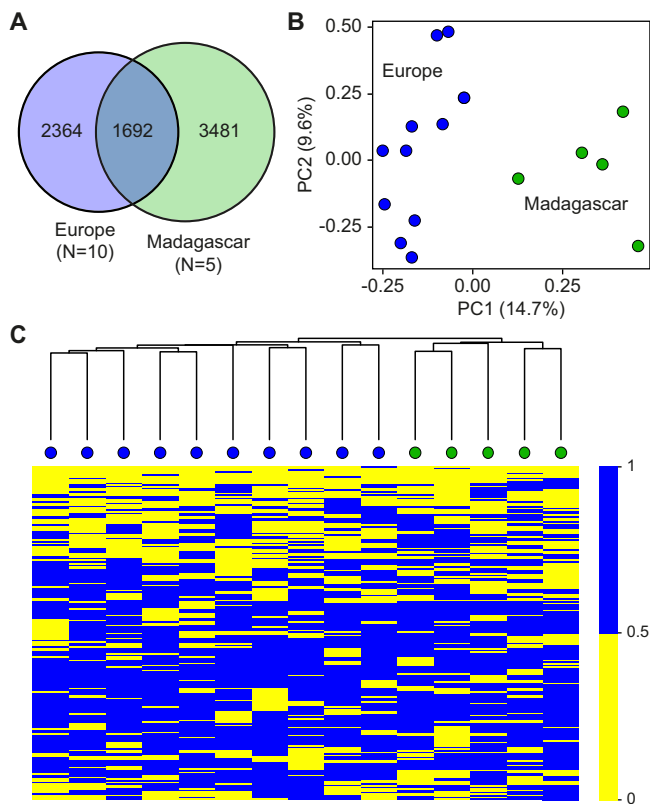 A
2364
1692
3481
Europe
(N=10)
Madagascar
(N=5)
B
0.50
0.25
0.00
-0.25
PC2 (9.6%)
Europe
Madagascar
-0.25
0.00
0.25
PC1 (14.7%)
C
1
0.5
0